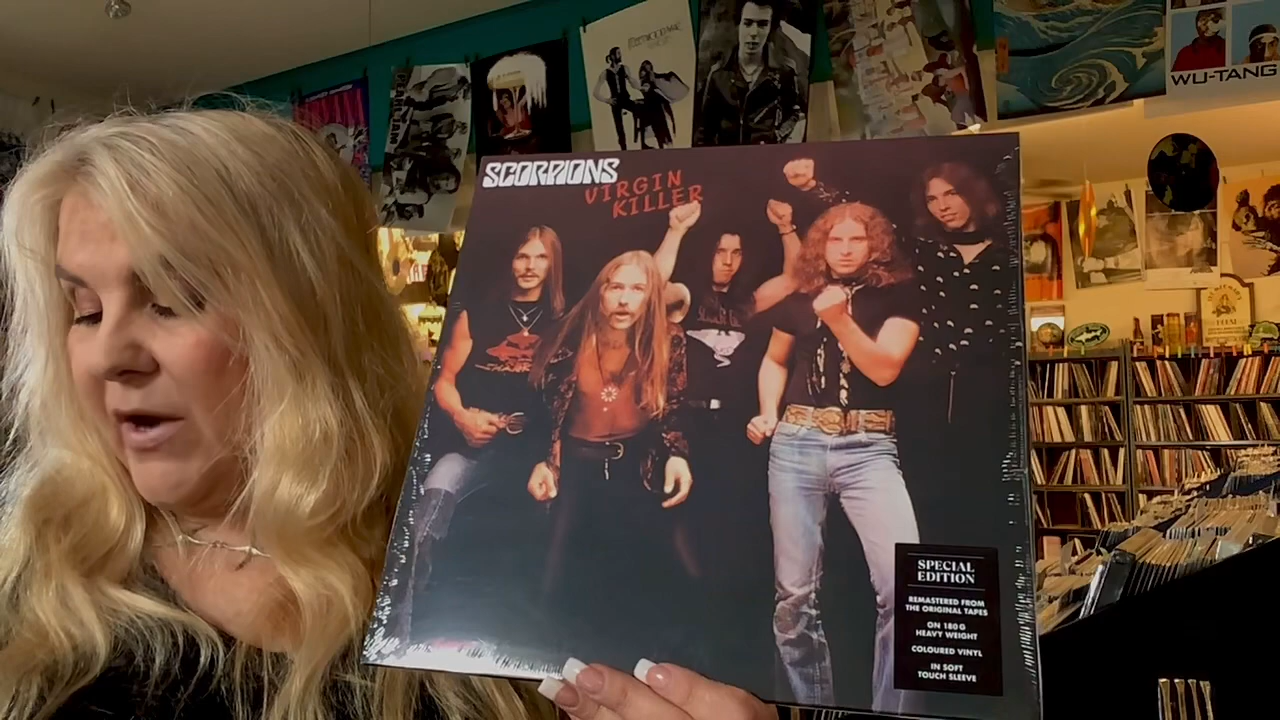 WU-TANG
SCORPIONS
VIRGIN
KILLER
SPECIAL
EDITION
REMASTERED FROM
THE ORIGINAL TAPES
ON 180G
HEAVY WEIGHT
COLOURED VINYL
IN SOFT
TOUCH SLEEVE